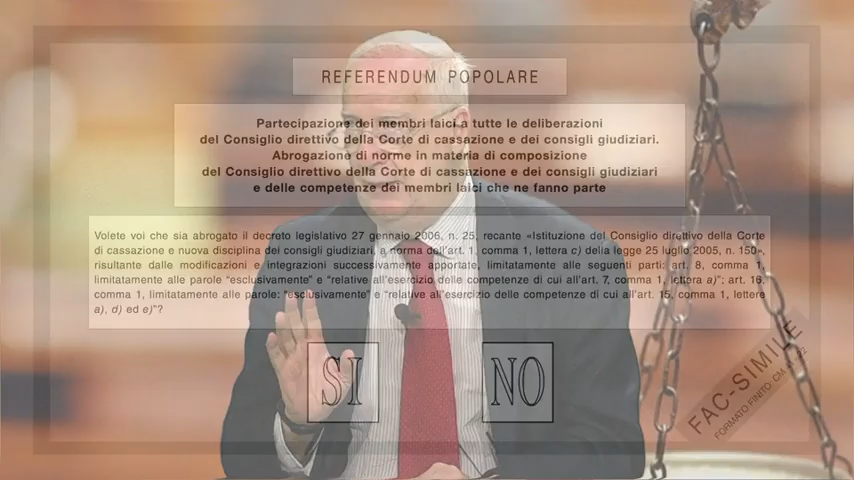 REFERENDUM POPOLARE
Partecipazione dei membri laici a tutte le deliberazioni
del Consiglio direttivo della Corte di cassazione e dei consigli giudiziari.
Abrogazione di norme in materia di composizione
del Consiglio direttivo della Corte di cassazione e dei consigli giudiziari
e delle competenze dei membri laici che ne fanno parte
Volete voi che sia abrogato il decreto legislativo 27 gennaio 2006, n. 25, recante «Istituzione del Consiglio direttivo della Corte
di cassazione e nuova disciplina dei consigli giudiziari, a norma dell'art. 1, comma 1, lettera c) della legge 25 luglio 2005, n. 150»,
risultante dalle modificazioni e integrazioni successivamente apportate, limitatamente alle seguenti parti: art. 8, comma 1,
limitatamente alle parole “esclusivamente” e “relative all'esercizio delle competenze di cui all'art. 7, comma 1, lettera a)”; art. 16,
comma 1, limitatamente alle parole: “esclusivamente” e “relative all'esercizio delle competenze di cui all'art. 15, comma 1, lettere
a), d) ed e)”?
SI NO
FAC-SIMILE
FORMATO FINITO: CM